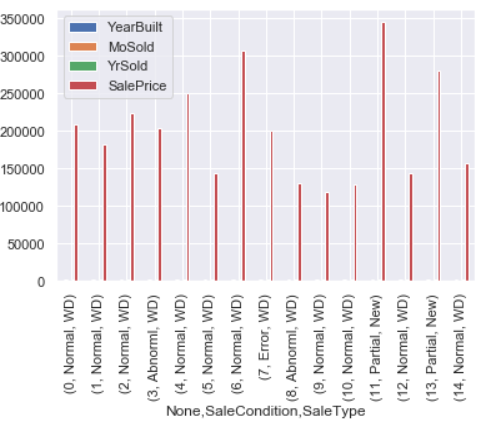 350000
300000
250000
200000
150000
100000
50000
0
YearBuilt
MoSold
YrSold
SalePrice
(0, Normal, WD)
(1, Normal, WD)
(2, Normal, WD)
(3, Abnorml, WD)
(4, Normal, WD)
(5, Normal, WD)
(6, Normal, WD)
(7, Error, WD)
(8, Abnorml, WD)
(9, Normal, WD)
(10, Normal, WD)
(11, Partial, New)
(12, Normal, WD)
(13, Partial, New)
(14, Normal, WD)
None,SaleCondition,SaleType